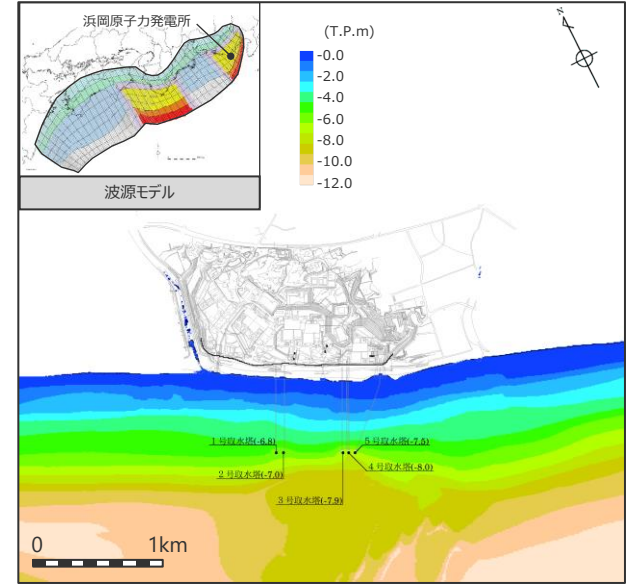 浜岡原子力発電所
波源モデル
(T.P.m)
-0.0
-2.0
-4.0
-6.0
-8.0
-10.0
-12.0
N
1号取水塔(-6.8)
5号取水塔(-7.5)
2号取水塔(-7.0)
4号取水塔(-8.0)
3号取水塔(-7.9)
0 1km